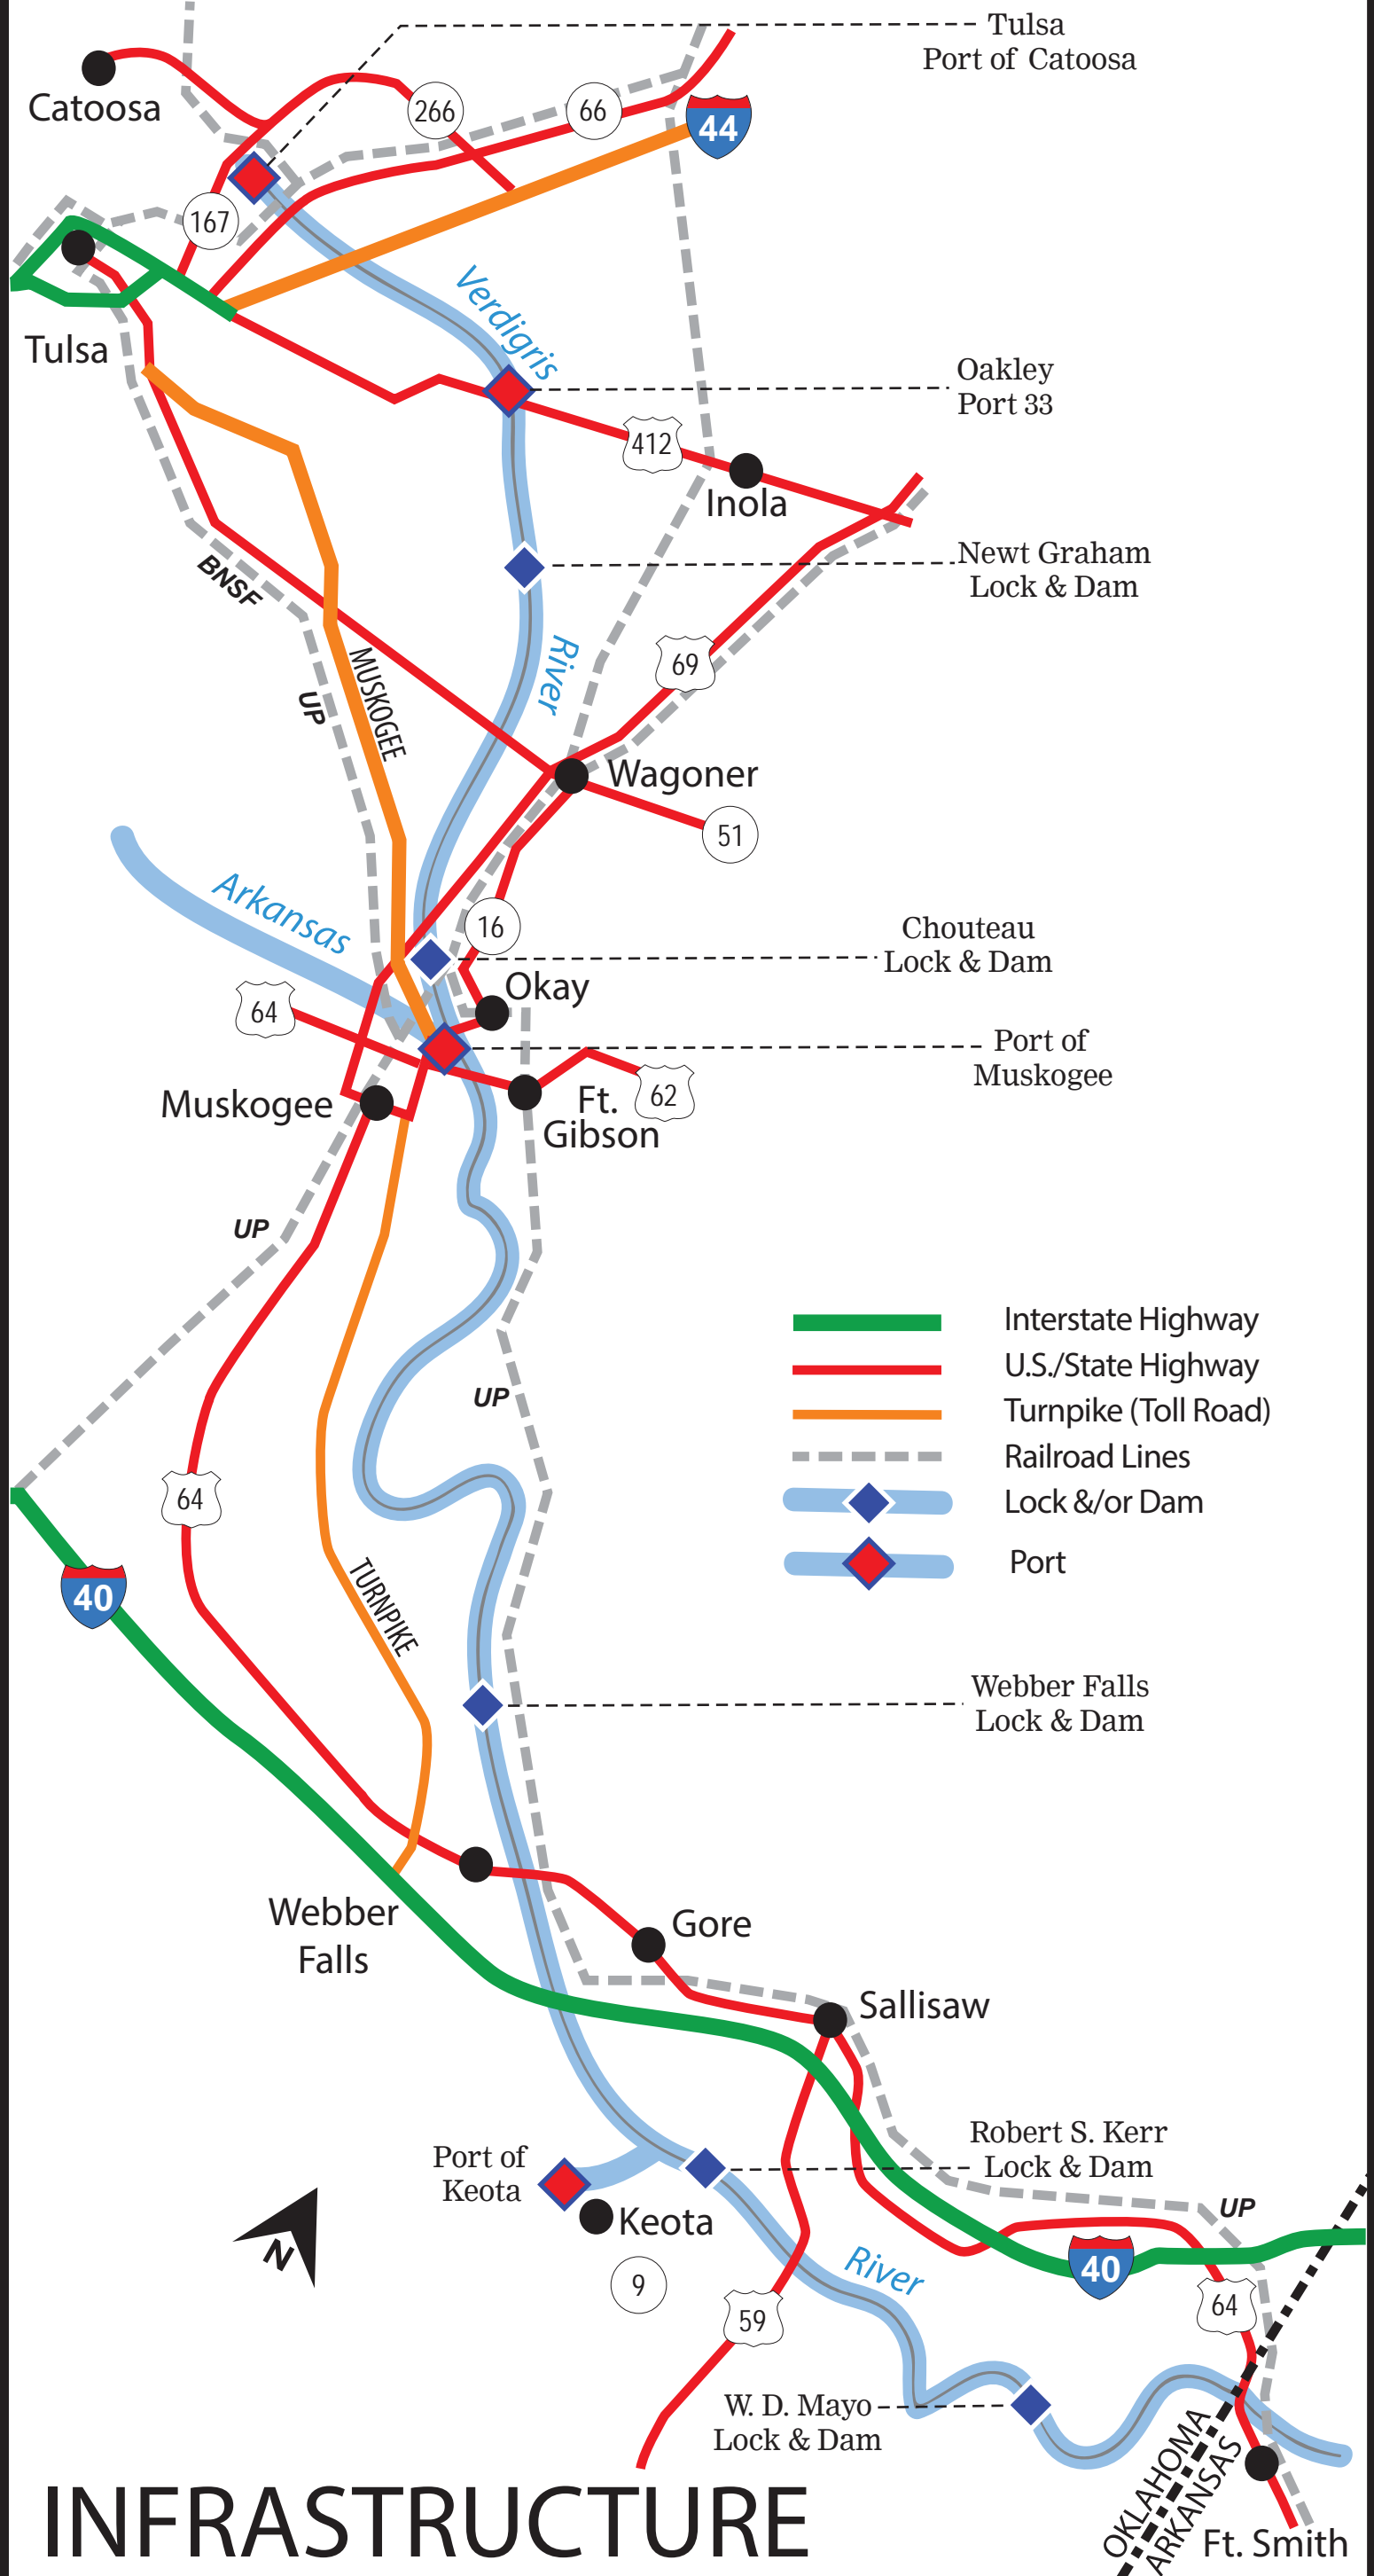 Tulsa
Port of Catoosa
Catoosa
266
66
44
167
Verdigris
Tulsa
Oakley
Port 33
412
Inola
Newt Graham
Lock & Dam
BNSF
River
69
MUSKOGEE
UP
Wagoner
51
Arkansas
16
Chouteau
Lock & Dam
Okay
64
Port of
Muskogee
62
Muskogee
Ft.
Gibson
UP
Interstate Highway
U.S./State Highway
UP
Turnpike (Toll Road)
Railroad Lines
64
Lock &/or Dam
Port
40
TURNPIKE
Webber Falls
Lock & Dam
Webber
Falls
Gore
Sallisaw
Robert S. Kerr
Lock & Dam
Port of
Keota
UP
Keota
N
River
40
9
59
64
W. D. Mayo
Lock & Dam
OKLAHOMA
ARKANSAS
INFRASTRUCTURE
Ft. Smith